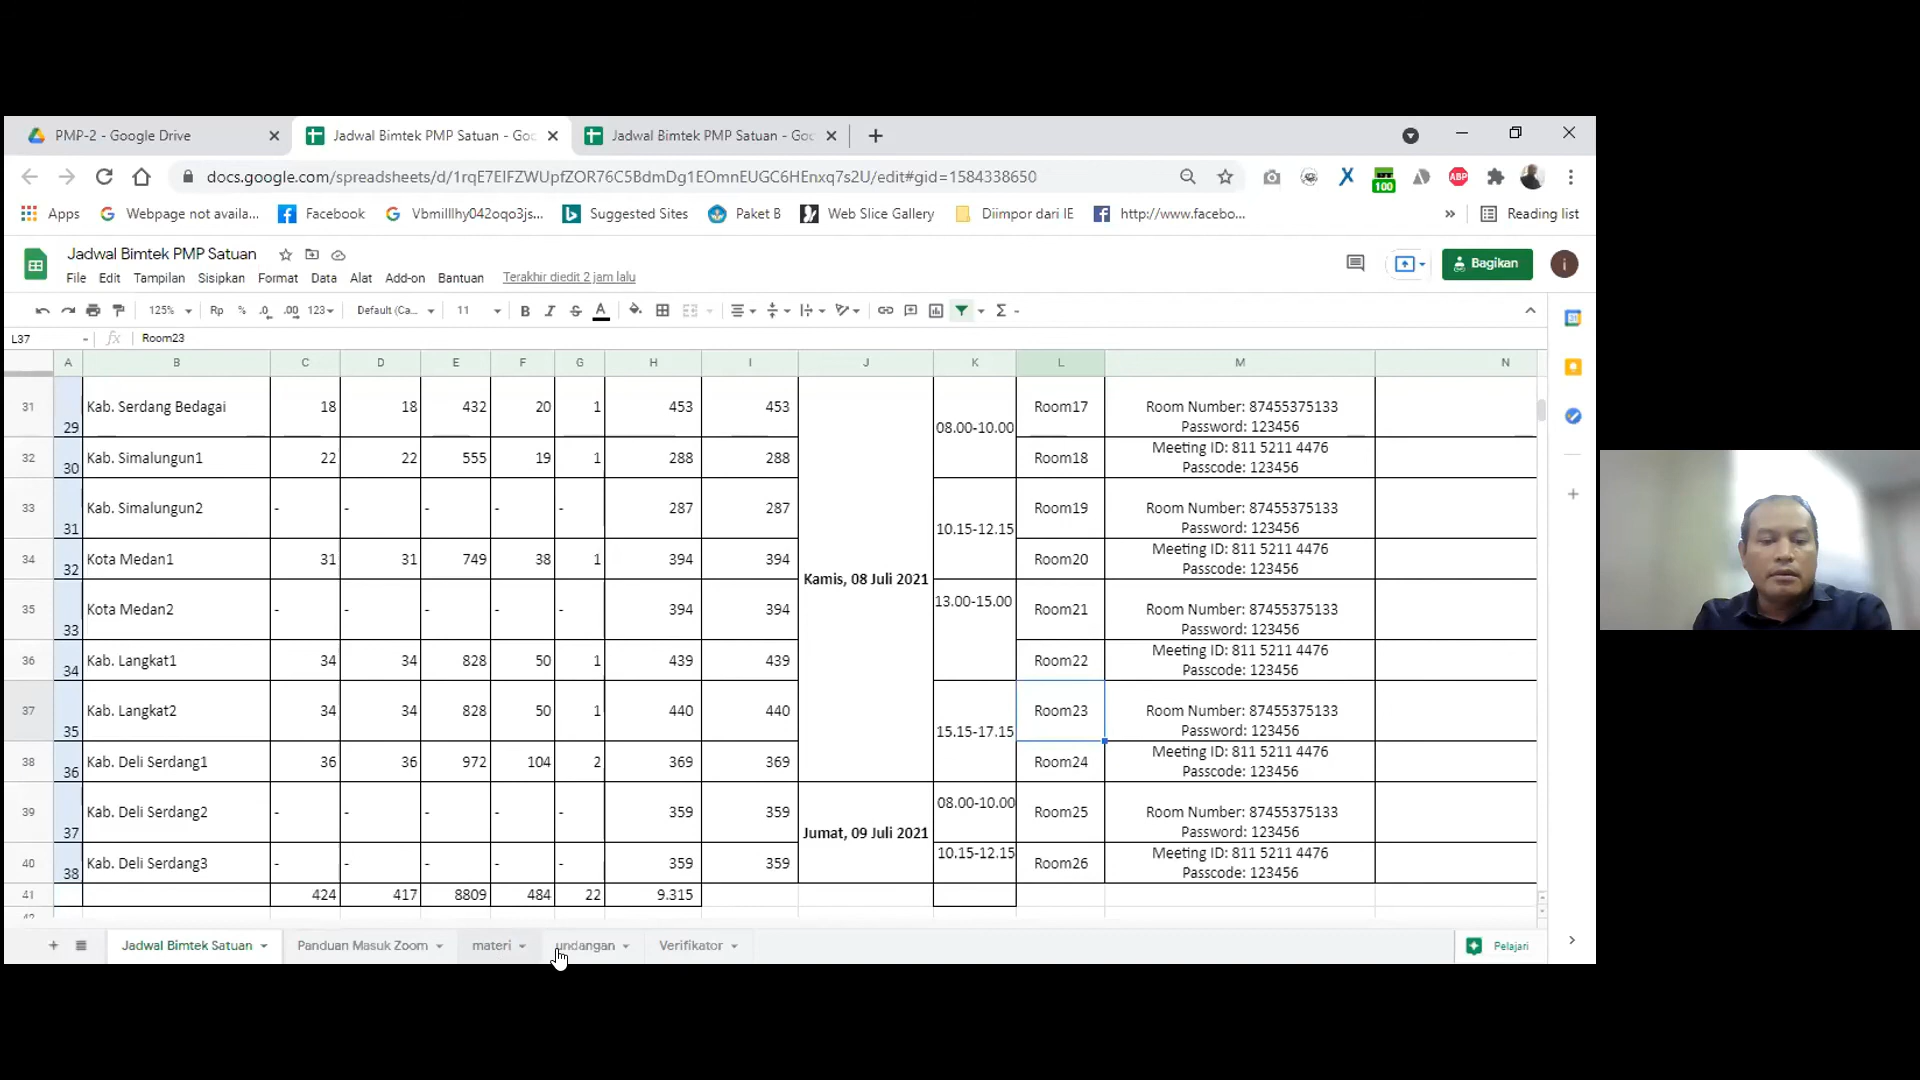 PMP-2 - Google Drive
Jadwal Bimtek PMP Satuan - Goo
Jadwal Bimtek PMP Satuan - Goo
docs.google.com/spreadsheets/d/1rqE7ElFZWUpfZOR76C5BdmDg1EOmnEUGC6HEnxq7s2U/edit#gid=1584338650
100
ABP
Apps
Webpage not availa...
Facebook
Vbmilllhy042oqo3js...
Suggested Sites
Paket B
Web Slice Gallery
Diimpor dari IE
http://www.facebo...
Reading list
Jadwal Bimtek PMP Satuan
File Edit Tampilan Sisipkan Format Data Alat Add-on Bantuan Terakhir diedit 2 jam lalu
Bagikan
i
125% Rp % .0 .00 123 Default (Ca... 11 B I S A
L37 fx Room23
A B C D E F G H I J K L M N
31 29 Kab. Serdang Bedagai 18 18 432 20 1 453 453 08.00-10.00 Room17 Room Number: 87455375133
Password: 123456
32 30 Kab. Simalungun1 22 22 555 19 1 288 288 Room18 Meeting ID: 811 5211 4476
Passcode: 123456
33 31 Kab. Simalungun2 - - - - - 287 287 10.15-12.15 Room19 Room Number: 87455375133
Password: 123456
34 32 Kota Medan1 31 31 749 38 1 394 394 Room20 Meeting ID: 811 5211 4476
Passcode: 123456
Kamis, 08 Juli 2021
35 33 Kota Medan2 - - - - - 394 394 13.00-15.00 Room21 Room Number: 87455375133
Password: 123456
36 34 Kab. Langkat1 34 34 828 50 1 439 439 Room22 Meeting ID: 811 5211 4476
Passcode: 123456
37 35 Kab. Langkat2 34 34 828 50 1 440 440 15.15-17.15 Room23 Room Number: 87455375133
Password: 123456
38 36 Kab. Deli Serdang1 36 36 972 104 2 369 369 Room24 Meeting ID: 811 5211 4476
Passcode: 123456
39 37 Kab. Deli Serdang2 - - - - - 359 359 Jumat, 09 Juli 2021 08.00-10.00 Room25 Room Number: 87455375133
Password: 123456
40 38 Kab. Deli Serdang3 - - - - - 359 359 10.15-12.15 Room26 Meeting ID: 811 5211 4476
Passcode: 123456
41 424 417 8809 484 22 9.315
Jadwal Bimtek Satuan Panduan Masuk Zoom materi undangan Verifikator
Pelajari